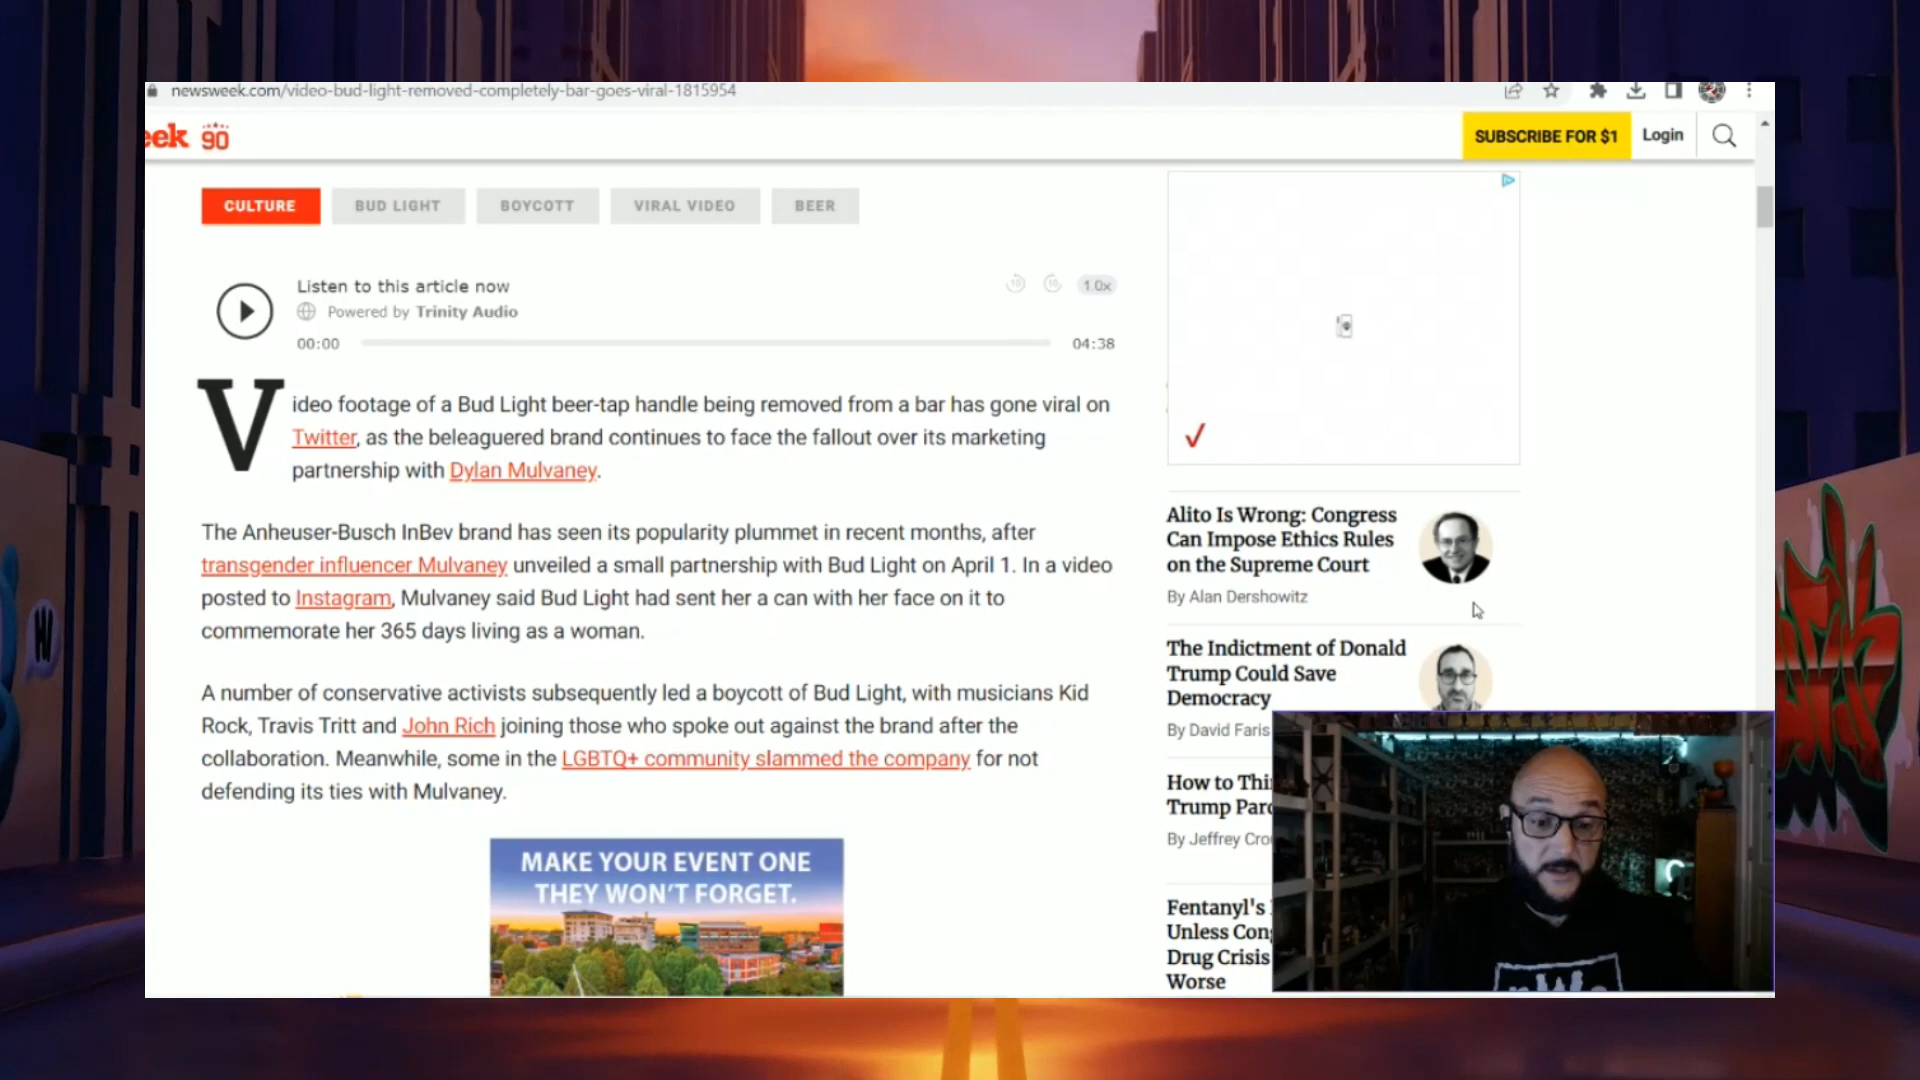 newsweek.com/video-bud-light-removed-completely-bar-goes-viral-1815954
eek 90
SUBSCRIBE FOR $1
Login
CULTURE
BUD LIGHT
BOYCOTT
VIRAL VIDEO
BEER
Listen to this article now
Powered by Trinity Audio
10
10
1.0x
00:00
04:38
Video footage of a Bud Light beer-tap handle being removed from a bar has gone viral on
Twitter, as the beleaguered brand continues to face the fallout over its marketing
partnership with Dylan Mulvaney.
The Anheuser-Busch InBev brand has seen its popularity plummet in recent months, after
transgender influencer Mulvaney unveiled a small partnership with Bud Light on April 1. In a video
posted to Instagram, Mulvaney said Bud Light had sent her a can with her face on it to
commemorate her 365 days living as a woman.
A number of conservative activists subsequently led a boycott of Bud Light, with musicians Kid
Rock, Travis Tritt and John Rich joining those who spoke out against the brand after the
collaboration. Meanwhile, some in the LGBTQ+ community slammed the company for not
defending its ties with Mulvaney.
MAKE YOUR EVENT ONE
THEY WON'T FORGET.
Alito Is Wrong: Congress
Can Impose Ethics Rules
on the Supreme Court
By Alan Dershowitz
The Indictment of Donald
Trump Could Save
Democracy
By David Faris
How to Thi
Trump Parc
By Jeffrey Cro
Fentanyl's
Unless Con
Drug Crisis
Worse
nWo